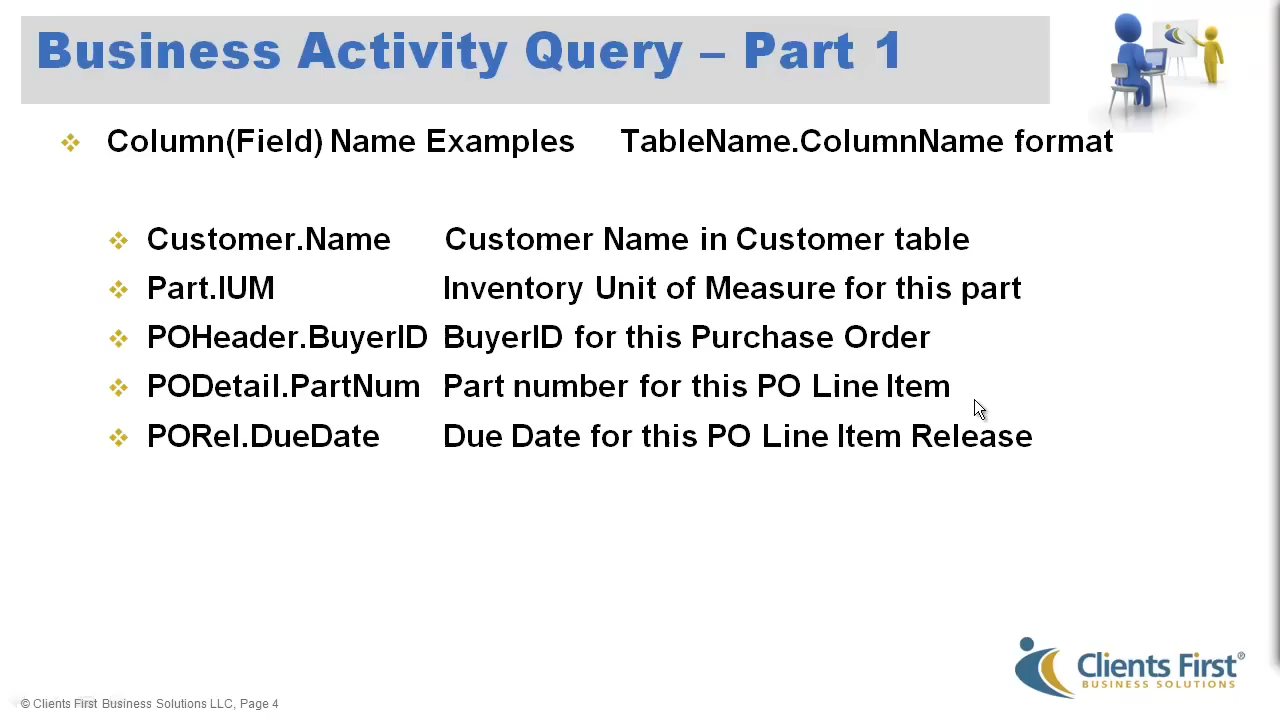 Business Activity Query – Part 1
Column(Field) Name Examples TableName.ColumnName format
Customer.Name Customer Name in Customer table
Part.IUM Inventory Unit of Measure for this part
POHeader.BuyerID BuyerID for this Purchase Order
PODetail.PartNum Part number for this PO Line Item
PORel.DueDate Due Date for this PO Line Item Release
Clients First®
BUSINESS SOLUTIONS
© Clients First Business Solutions LLC, Page 4